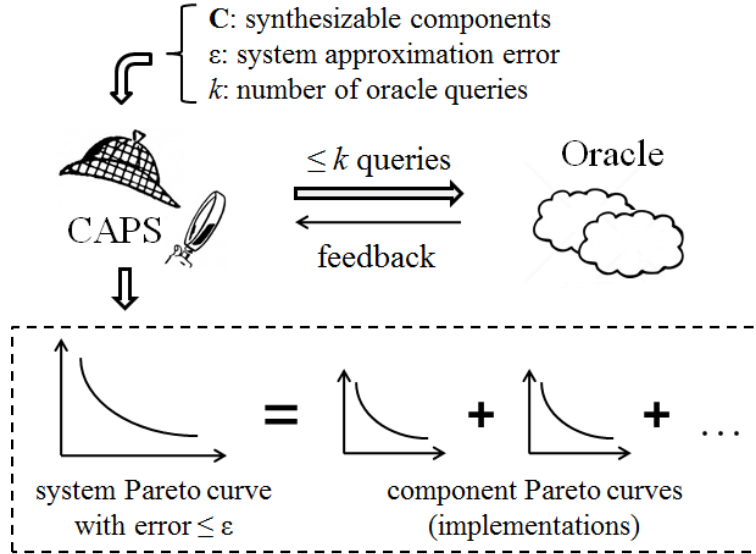 C: synthesizable components
ε: system approximation error
k: number of oracle queries
≤ k queries
Oracle
CAPS
feedback
= + + ...
system Pareto curve
with error ≤ ε
component Pareto curves
(implementations)